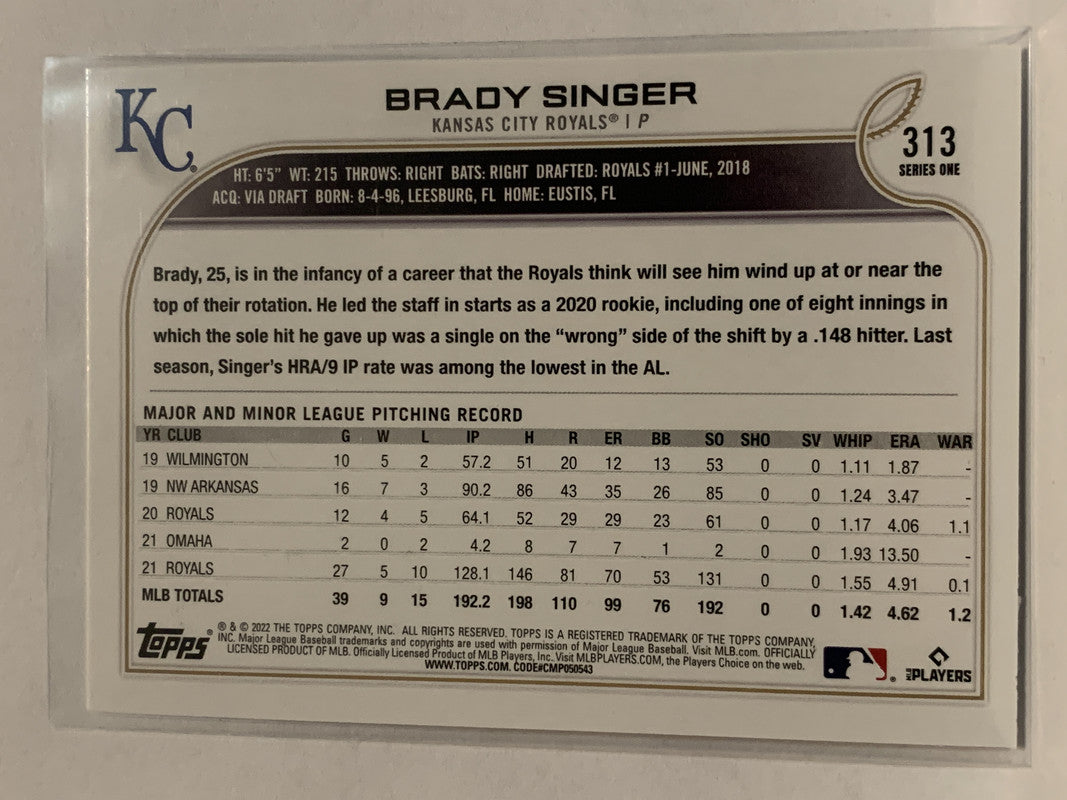 KC
BRADY SINGER
KANSAS CITY ROYALS® | P
313
SERIES ONE
HT: 6'5" WT: 215 THROWS: RIGHT BATS: RIGHT DRAFTED: ROYALS #1-JUNE, 2018
ACQ: VIA DRAFT BORN: 8-4-96, LEESBURG, FL HOME: EUSTIS, FL
Brady, 25, is in the infancy of a career that the Royals think will see him wind up at or near the
top of their rotation. He led the staff in starts as a 2020 rookie, including one of eight innings in
which the sole hit he gave up was a single on the “wrong” side of the shift by a .148 hitter. Last
season, Singer's HRA/9 IP rate was among the lowest in the AL.
MAJOR AND MINOR LEAGUE PITCHING RECORD
YR CLUB G W L IP H R ER BB SO SHO SV WHIP ERA WAR
19 WILMINGTON 10 5 2 57.2 51 20 12 13 53 0 0 1.11 1.87 -
19 NW ARKANSAS 16 7 3 90.2 86 43 35 26 85 0 0 1.24 3.47 -
20 ROYALS 12 4 5 64.1 52 29 29 23 61 0 0 1.17 4.06 1.1
21 OMAHA 2 0 2 4.2 8 7 7 1 2 0 0 1.93 13.50 -
21 ROYALS 27 5 10 128.1 146 81 70 53 131 0 0 1.55 4.91 0.1
MLB TOTALS 39 9 15 192.2 198 110 99 76 192 0 0 1.42 4.62 1.2
Topps®
® & © 2022 THE TOPPS COMPANY, INC. ALL RIGHTS RESERVED. TOPPS IS A REGISTERED TRADEMARK OF THE TOPPS COMPANY,
INC. Major League Baseball trademarks and copyrights are used with permission of Major League Baseball. Visit MLB.com. OFFICIALLY
LICENSED PRODUCT OF MLB. Officially Licensed Product of MLB Players, Inc. Visit MLBPLAYERS.COM, the Players Choice on the web.
WWW.TOPPS.COM. CODE#CMP050543
MLB PLAYERS